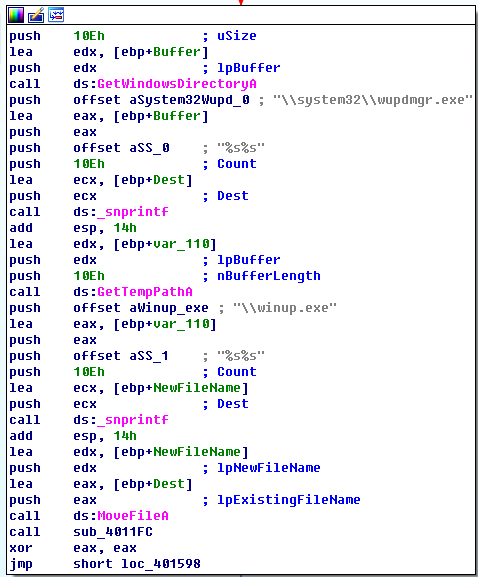 push    10Eh            ; uSize
lea     edx, [ebp+Buffer]
push    edx             ; lpBuffer
call    ds:GetWindowsDirectoryA
push    offset aSystem32Wupd_0 ; "\\system32\\wupdmgr.exe"
lea     eax, [ebp+Buffer]
push    eax
push    offset aSS_0    ; "%s%s"
push    10Eh            ; Count
lea     ecx, [ebp+Dest]
push    ecx             ; Dest
call    ds:_snprintf
add     esp, 14h
lea     edx, [ebp+var_110]
push    edx             ; lpBuffer
push    10Eh            ; nBufferLength
call    ds:GetTempPathA
push    offset aWinup_exe ; "\\winup.exe"
lea     eax, [ebp+var_110]
push    eax
push    offset aSS_1    ; "%s%s"
push    10Eh            ; Count
lea     ecx, [ebp+NewFileName]
push    ecx             ; Dest
call    ds:_snprintf
add     esp, 14h
lea     edx, [ebp+NewFileName]
push    edx             ; lpNewFileName
lea     eax, [ebp+Dest]
push    eax             ; lpExistingFileName
call    ds:MoveFileA
call    sub_4011FC
xor     eax, eax
jmp     short loc_401598